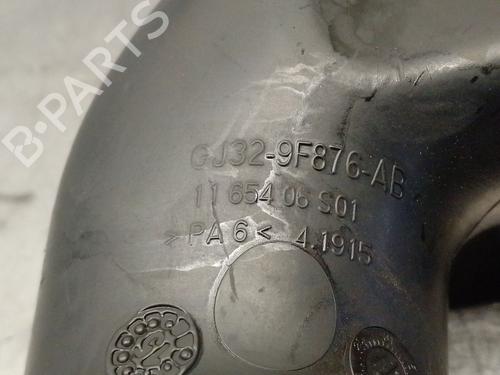 B-PARTS
GJ32-9F876-AB
11 654 06 S01
>PA 6< 4.1915